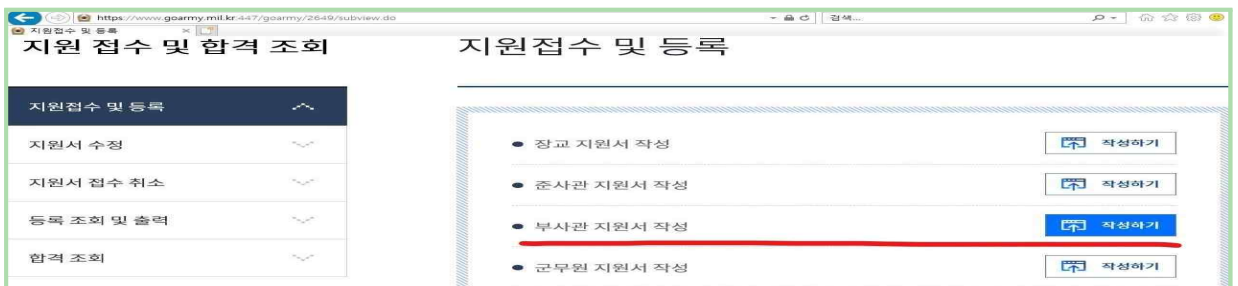 https://www.goarmy.mil.kr:447/goarmy/2649/subview.do
검색...
지원접수 및 등록
지원 접수 및 합격 조회
지원접수 및 등록
지원서 수정
지원서 접수 취소
등록 조회 및 출력
합격 조회
지원접수 및 등록
장교 지원서 작성 작성하기
준사관 지원서 작성 작성하기
부사관 지원서 작성 작성하기
군무원 지원서 작성 작성하기